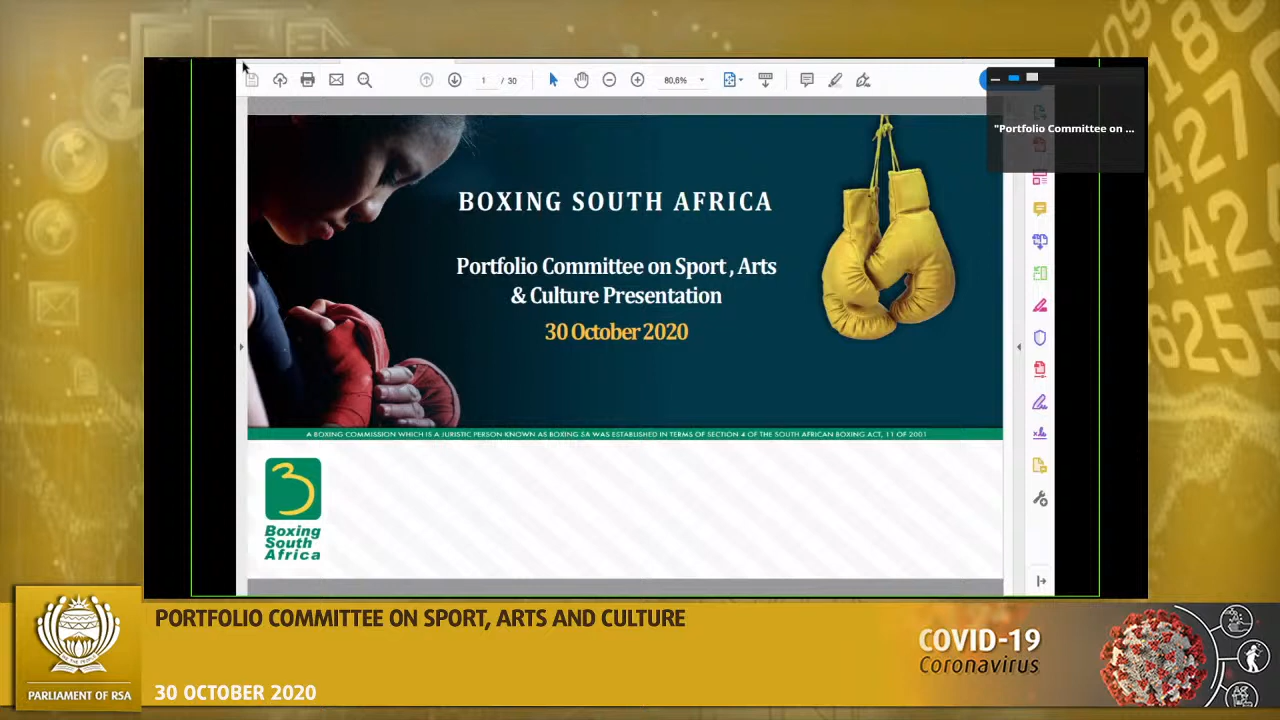 1 / 30
80,6%
"Portfolio Committee on ...
BOXING SOUTH AFRICA
Portfolio Committee on Sport , Arts
& Culture Presentation
30 October 2020
A BOXING COMMISSION WHICH IS A JURISTIC PERSON KNOWN AS BOXING SA WAS ESTABLISHED IN TERMS OF SECTION 4 OF THE SOUTH AFRICAN BOXING ACT, 11 OF 2001
Boxing
South
Africa
PORTFOLIO COMMITTEE ON SPORT, ARTS AND CULTURE
COVID-19
Coronavirus
PARLIAMENT OF RSA
30 OCTOBER 2020